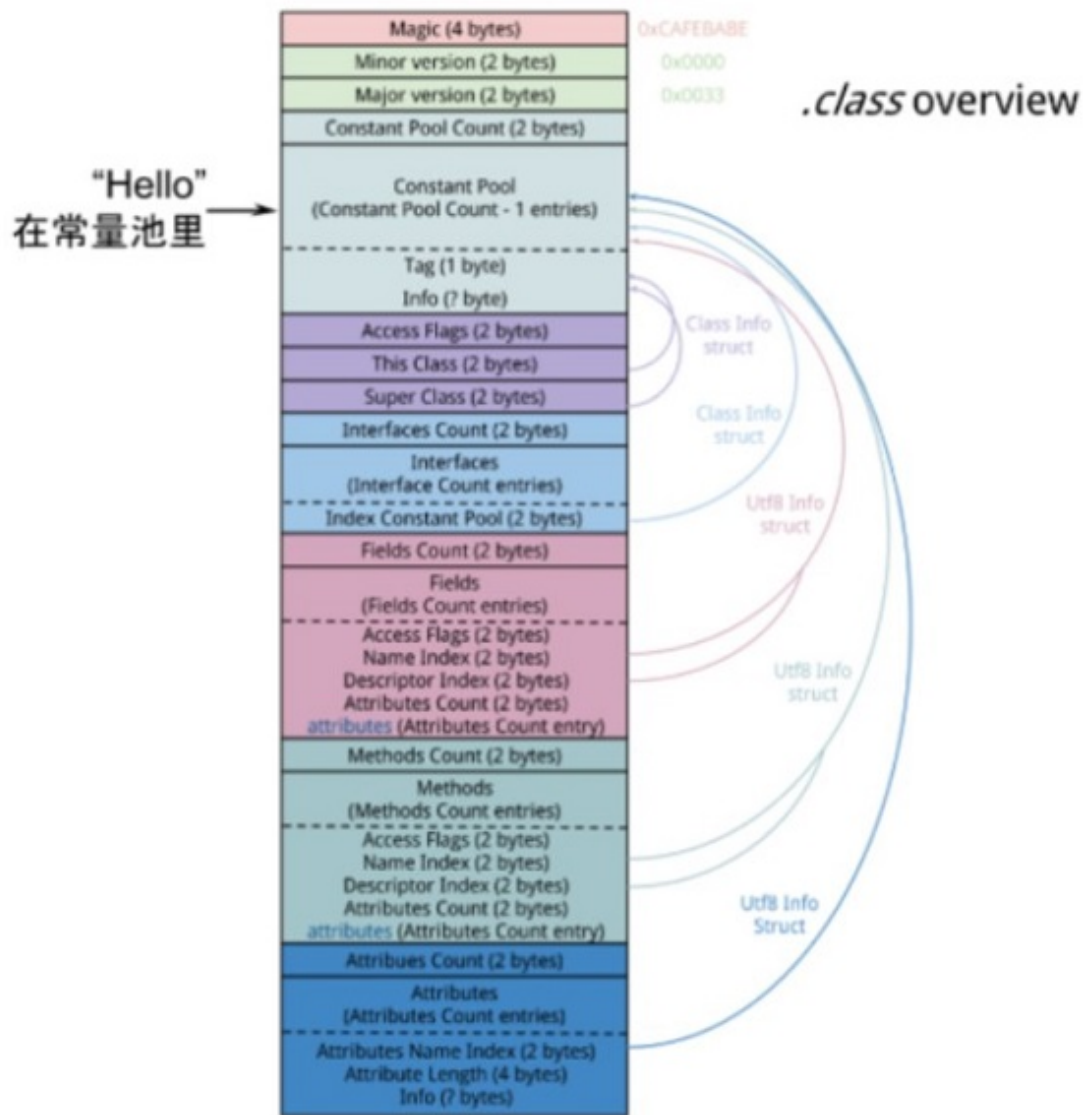 Magic (4 bytes)
0xCAFEBABE
Minor version (2 bytes)
0x0000
Major version (2 bytes)
0x0033
.class overview
Constant Pool Count (2 bytes)
“Hello”
在常量池里
Constant Pool
(Constant Pool Count - 1 entries)
Tag (1 byte)
Info (? byte)
Access Flags (2 bytes)
This Class (2 bytes)
Super Class (2 bytes)
Class Info
struct
Interfaces Count (2 bytes)
Interfaces
(Interface Count entries)
Index Constant Pool (2 bytes)
Class Info
struct
Fields Count (2 bytes)
Fields
(Fields Count entries)
Access Flags (2 bytes)
Name Index (2 bytes)
Descriptor Index (2 bytes)
Attributes Count (2 bytes)
attributes (Attributes Count entry)
Utf8 Info
struct
Methods Count (2 bytes)
Methods
(Methods Count entries)
Access Flags (2 bytes)
Name Index (2 bytes)
Descriptor Index (2 bytes)
Attributes Count (2 bytes)
attributes (Attributes Count entry)
Utf8 Info
struct
Attribues Count (2 bytes)
Attributes
(Attributes Count entries)
Attributes Name Index (2 bytes)
Attribute Length (4 bytes)
Info (? bytes)
Utf8 Info
Struct